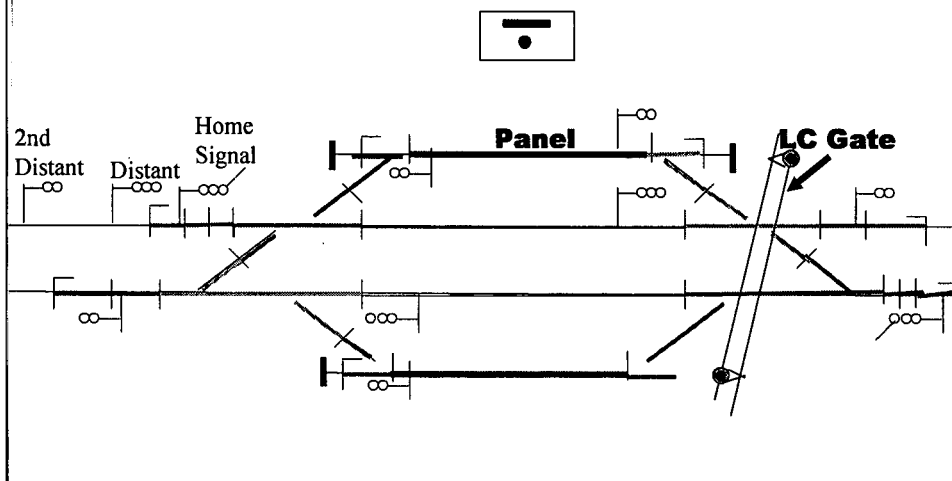 Panel
LC Gate
Home
Signal
2nd
Distant
Distant